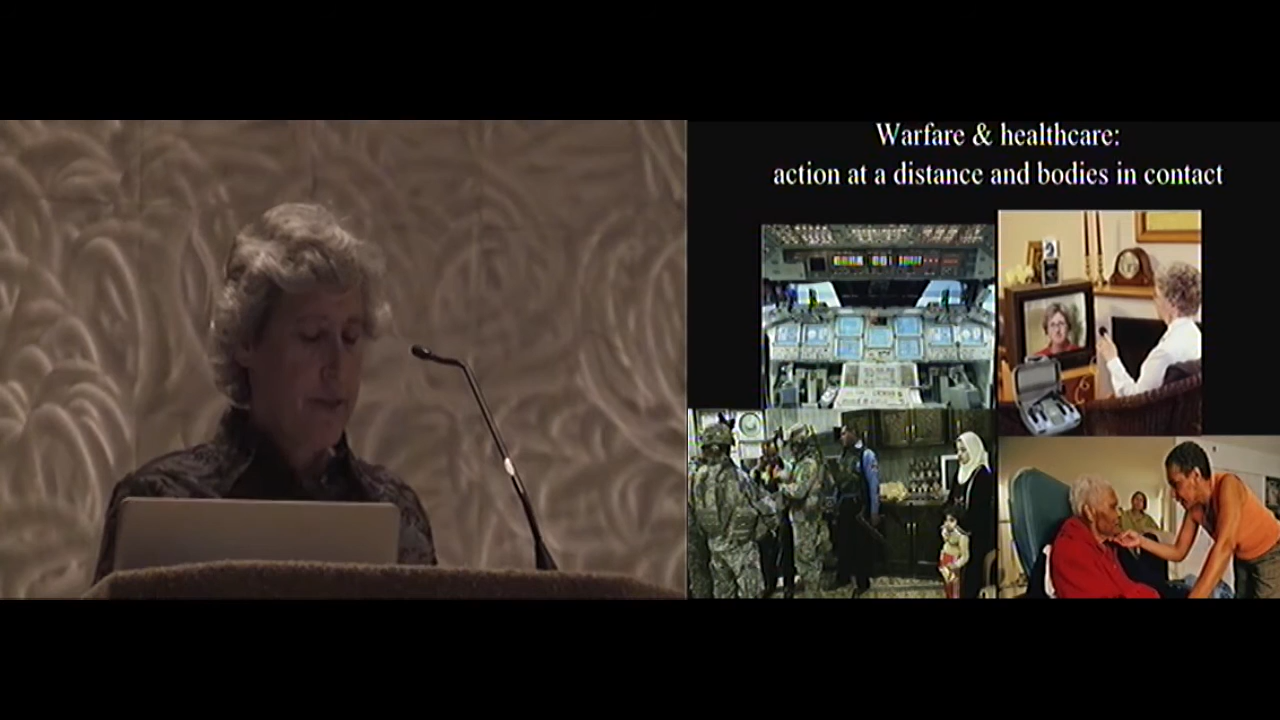 Warfare & healthcare:
action at a distance and bodies in contact